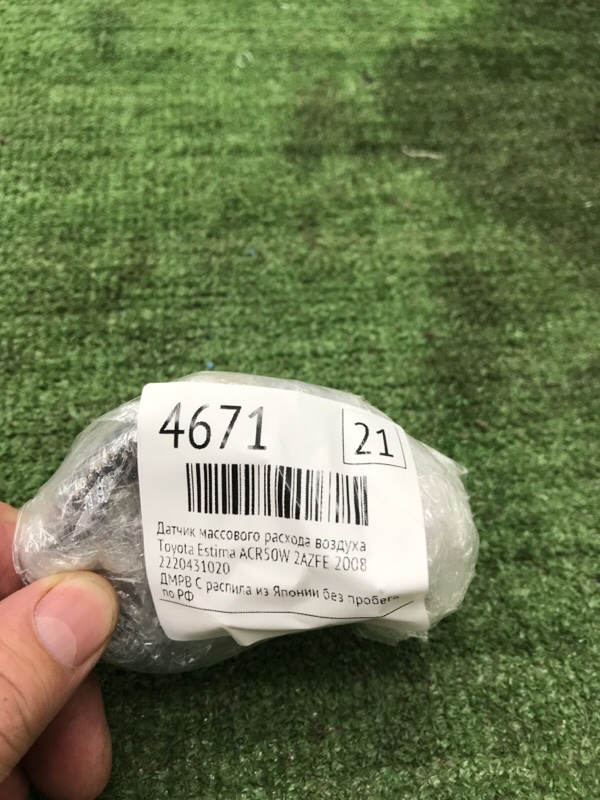 4671
21
Датчик массового расхода воздуха
Toyota Estima ACR50W 2AZFE 2008
2220431020
ДМРВ С распила из Японии без пробега
по РФ